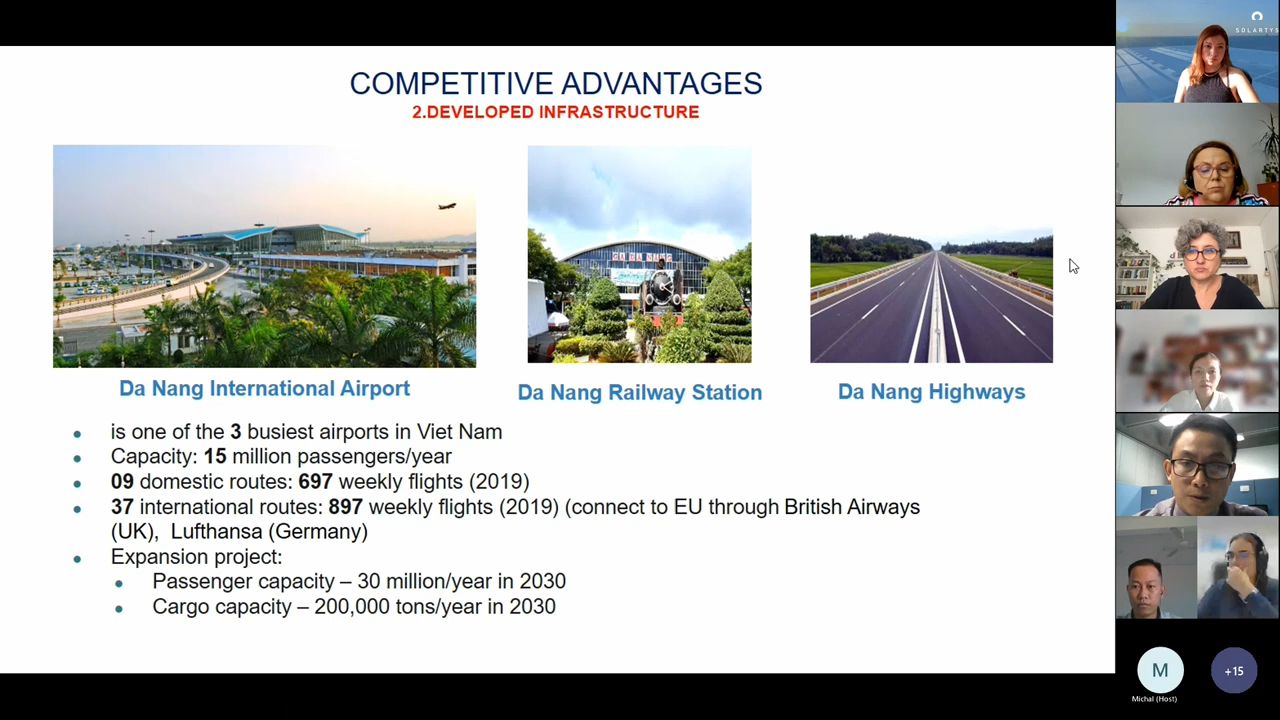 COMPETITIVE ADVANTAGES
2.DEVELOPED INFRASTRUCTURE
DA NANG
Da Nang International Airport
Da Nang Railway Station
Da Nang Highways
is one of the 3 busiest airports in Viet Nam
Capacity: 15 million passengers/year
09 domestic routes: 697 weekly flights (2019)
37 international routes: 897 weekly flights (2019) (connect to EU through British Airways
(UK), Lufthansa (Germany)
Expansion project:
Passenger capacity – 30 million/year in 2030
Cargo capacity – 200,000 tons/year in 2030
SOLARTYS
M
+15
Michal (Host)